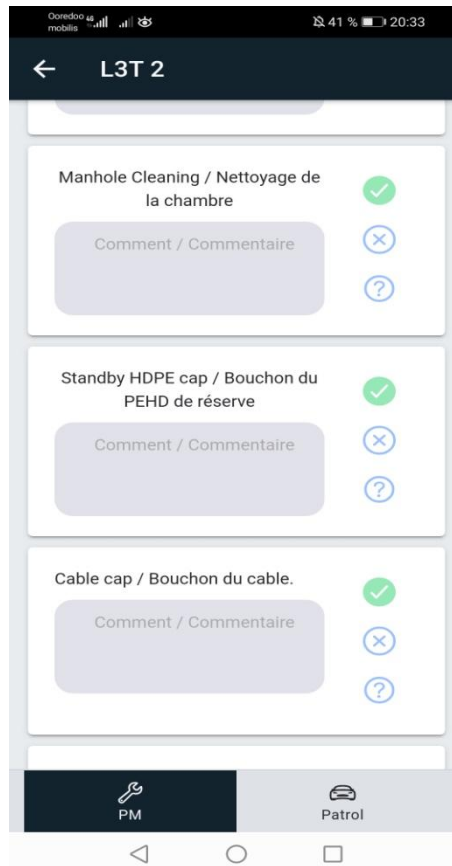 Ooredoo 4G
mobilis
41 % 20:33
L3T 2
Manhole Cleaning / Nettoyage de
la chambre
Comment / Commentaire
Standby HDPE cap / Bouchon du
PEHD de réserve
Comment / Commentaire
Cable cap / Bouchon du cable.
Comment / Commentaire
PM
Patrol